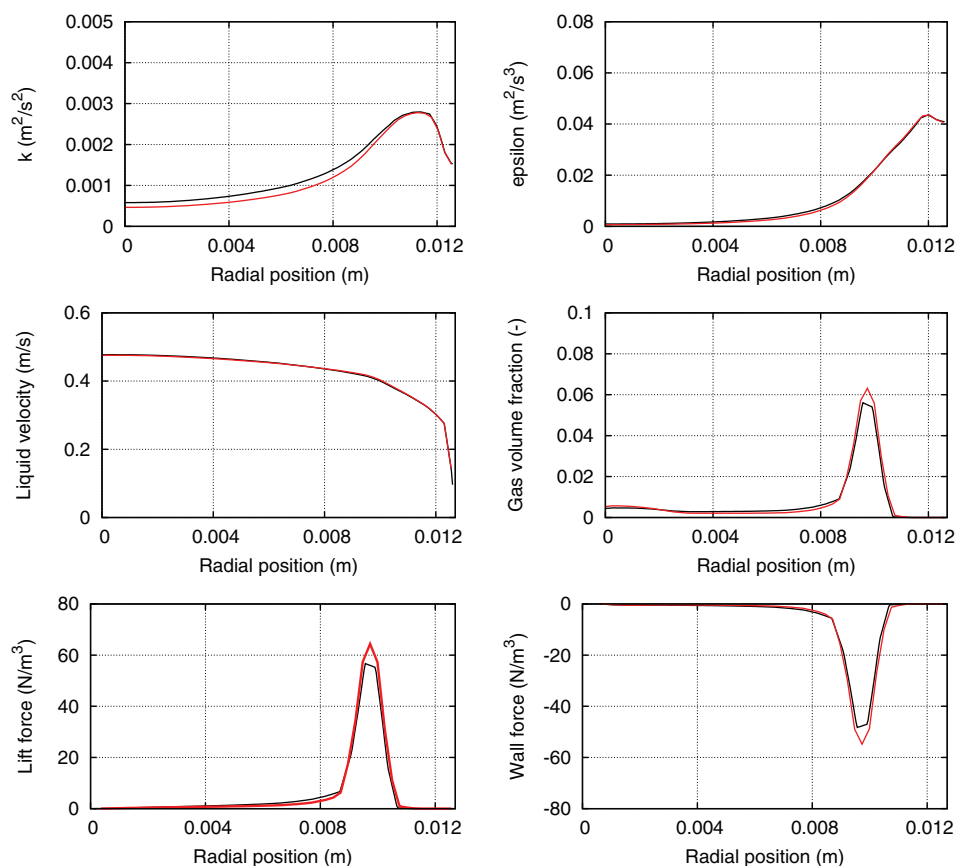 k (m²/s²)
0.005
0.004
0.003
0.002
0.001
0
0 0.004 0.008 0.012
Radial position (m)
epsilon (m²/s³)
0.08
0.06
0.04
0.02
0
0 0.004 0.008 0.012
Radial position (m)
Liquid velocity (m/s)
0.6
0.4
0.2
0
0 0.004 0.008 0.012
Radial position (m)
Gas volume fraction (-)
0.1
0.08
0.06
0.04
0.02
0
0 0.004 0.008 0.012
Radial position (m)
Lift force (N/m³)
80
60
40
20
0
0 0.004 0.008 0.012
Radial position (m)
Wall force (N/m³)
0
-20
-40
-60
-80
0 0.004 0.008 0.012
Radial position (m)